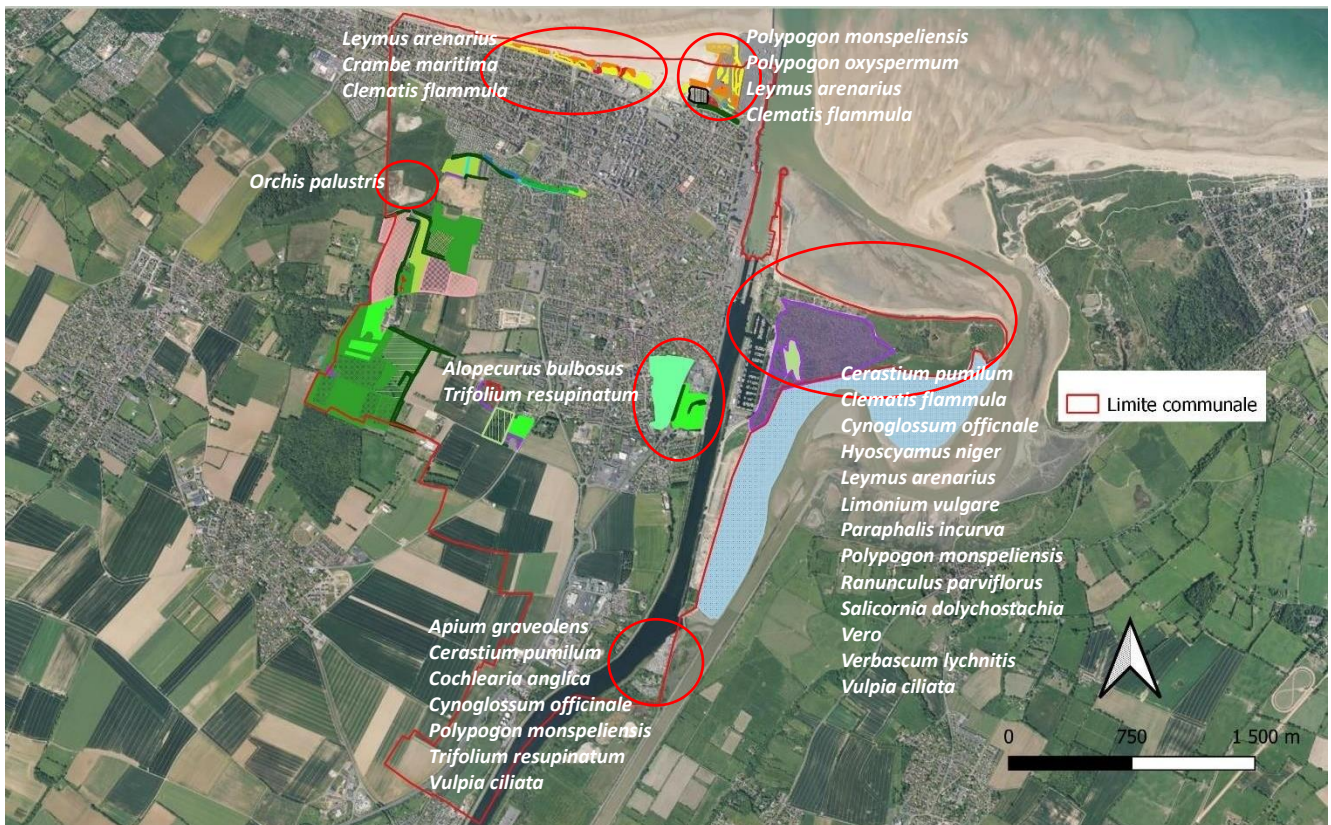 Leymus arenarius
Crambe maritima
Clematis flammula
Polypogon monspeliensis
Polypogon oxyspermum
Leymus arenarius
Clematis flammula
Orchis palustris
Alopecurus bulbosus
Trifolium resupinatum
Cerastium pumilum
Clematis flammula
Cynoglossum officnale
Hyoscyamus niger
Leymus arenarius
Limonium vulgare
Paraphalis incurva
Polypogon monspeliensis
Ranunculus parviflorus
Salicornia dolychostachia
Vero
Verbascum lychnitis
Vulpia ciliata
Limite communale
Apium graveolens
Cerastium pumilum
Cochlearia anglica
Cynoglossum officinale
Polypogon monspeliensis
Trifolium resupinatum
Vulpia ciliata
0 750 1 500 m